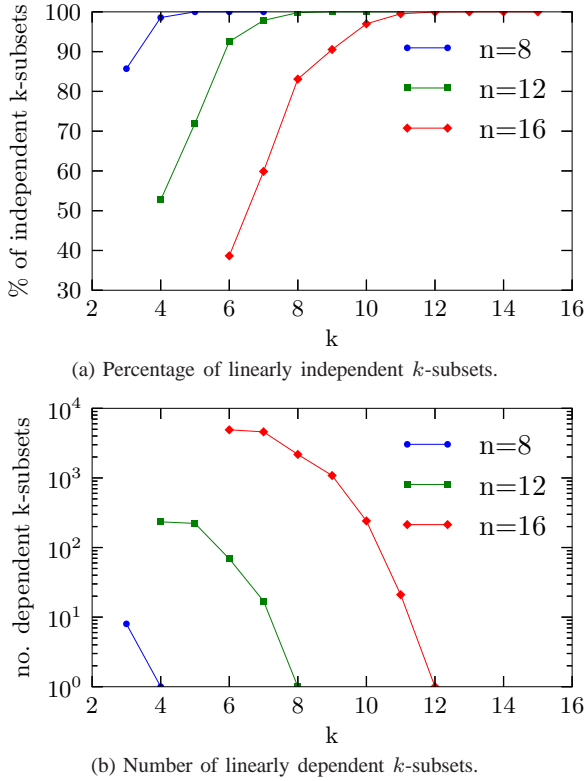 100
90
80
70
60
50
40
30
% of independent k-subsets
n=8
n=12
n=16
2 4 6 8 10 12 14 16
k
(a) Percentage of linearly independent k-subsets.
10^4
10^3
10^2
10^1
10^0
no. dependent k-subsets
n=8
n=12
n=16
2 4 6 8 10 12 14 16
k
(b) Number of linearly dependent k-subsets.